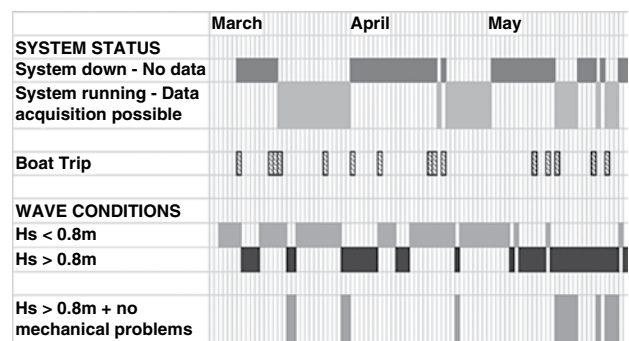 March April May
SYSTEM STATUS
System down - No data
System running - Data
acquisition possible
Boat Trip
WAVE CONDITIONS
Hs < 0.8m
Hs > 0.8m
Hs > 0.8m + no
mechanical problems